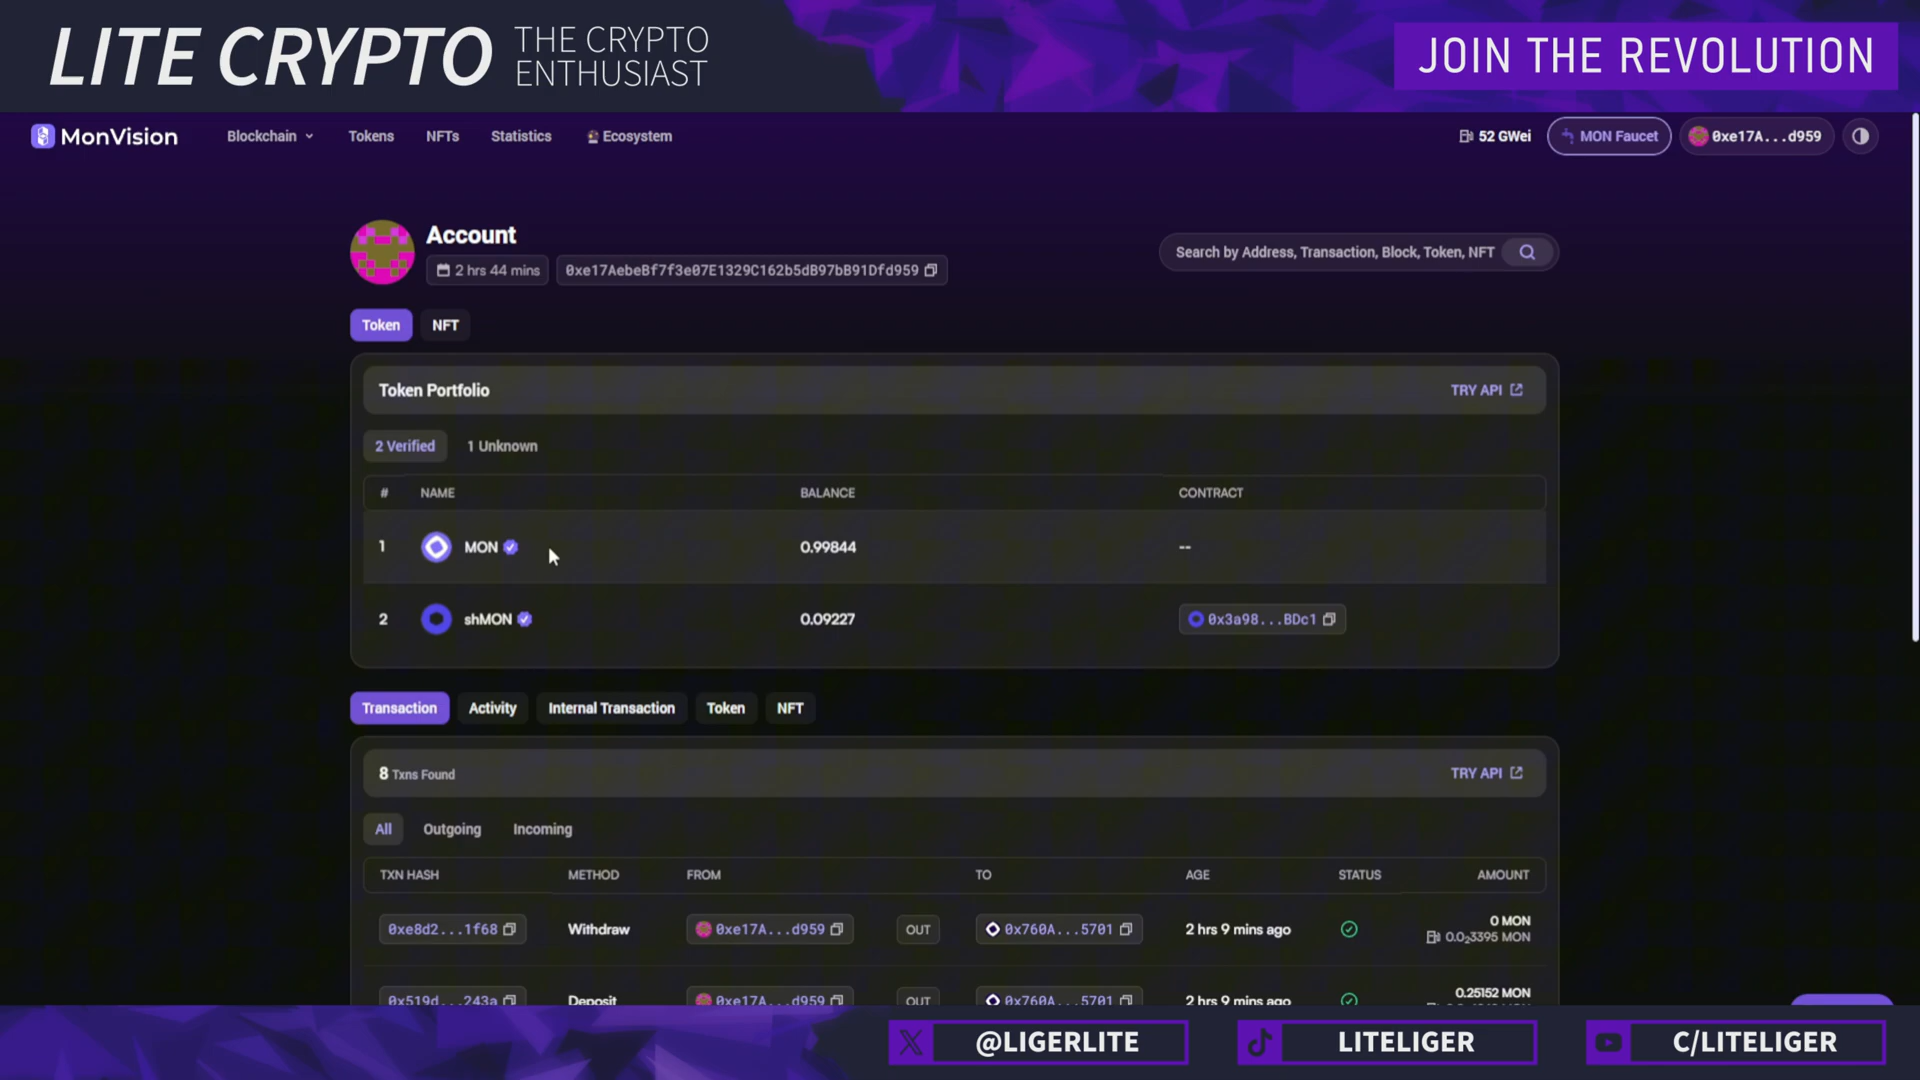 LITE CRYPTO
THE CRYPTO
ENTHUSIAST
JOIN THE REVOLUTION
MonVision
Blockchain
Tokens
NFTs
Statistics
Ecosystem
52 GWei
MON Faucet
0xe17A...d959
Account
2 hrs 44 mins
0xe17AebeBf7f3e07E1329C162b5dB97bB91Dfd959
Search by Address, Transaction, Block, Token, NFT
Token
NFT
Token Portfolio
TRY API
2 Verified
1 Unknown
# NAME BALANCE CONTRACT
1 MON 0.99844 --
2 shMON 0.09227 0x3a98...BDc1
Transaction
Activity
Internal Transaction
Token
NFT
8 Txns Found
TRY API
All
Outgoing
Incoming
TXN HASH METHOD FROM TO AGE STATUS AMOUNT
0xe8d2...1f68 Withdraw 0xe17A...d959 OUT 0x760A...5701 2 hrs 9 mins ago 0 MON
0.0₂3395 MON
0x519d...243a Deposit 0xe17A...d959 OUT 0x760A...5701 2 hrs 9 mins ago 0.25152 MON
@LIGERLITE
LITELIGER
C/LITELIGER